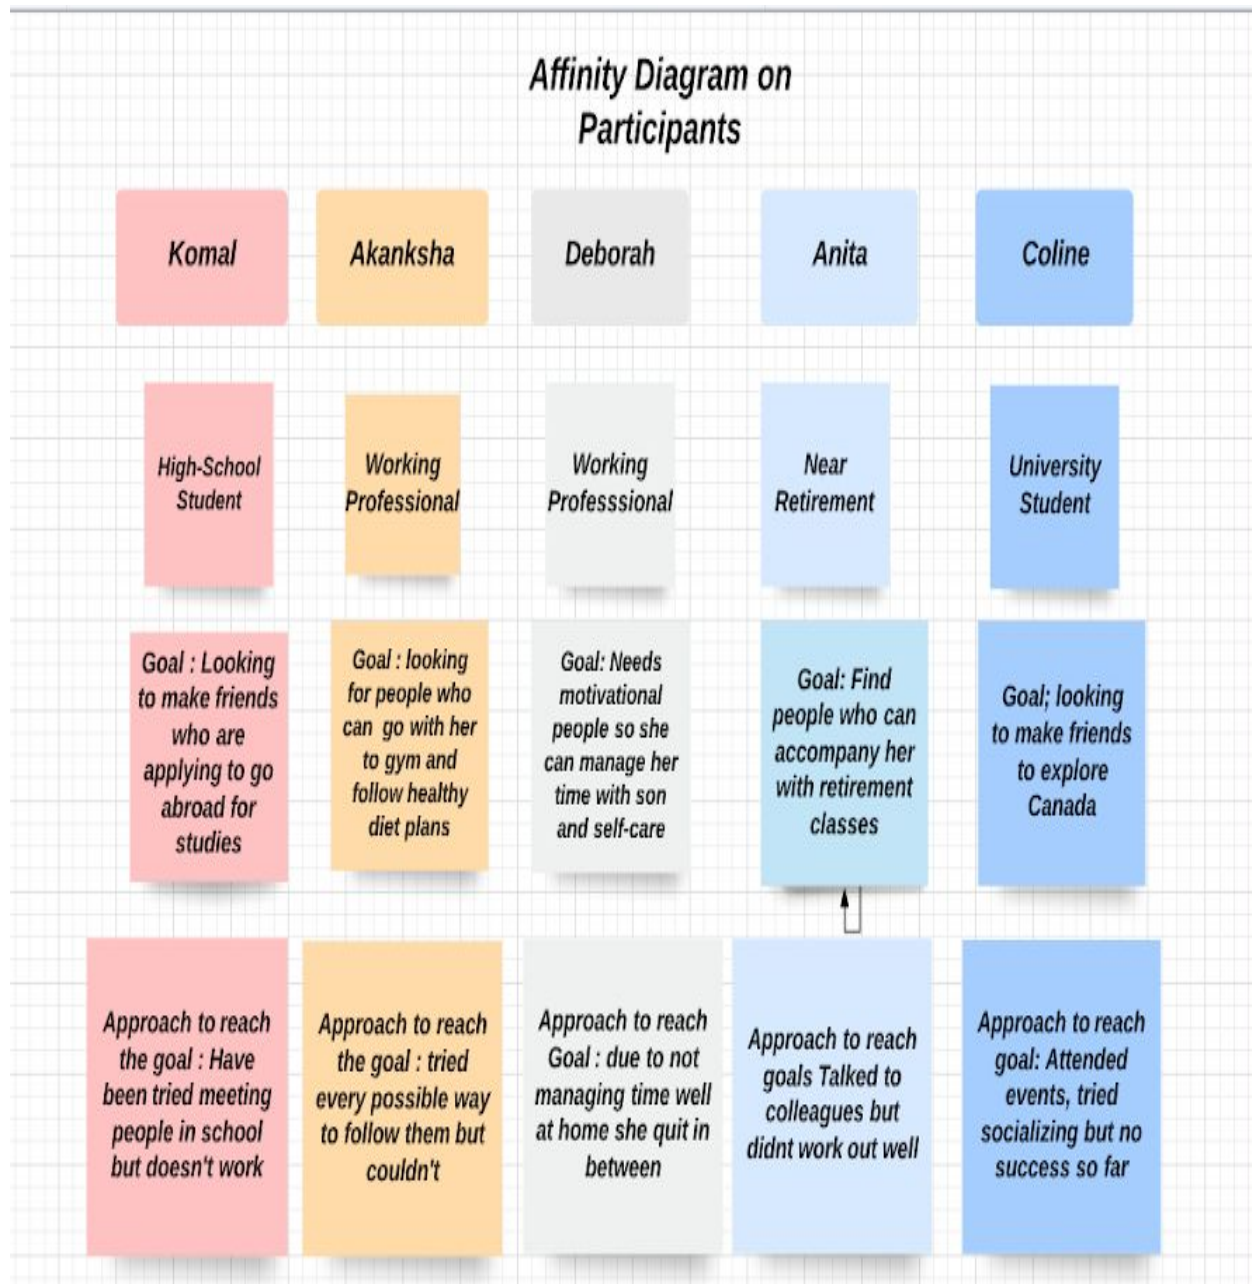 Affinity Diagram on
Participants
Komal
Akanksha
Deborah
Anita
Coline
High-School
Student
Working
Professional
Working
Professsional
Near
Retirement
University
Student
Goal : Looking
to make friends
who are
applying to go
abroad for
studies
Goal : looking
for people who
can go with her
to gym and
follow healthy
diet plans
Goal: Needs
motivational
people so she
can manage her
time with son
and self-care
Goal: Find
people who can
accompany her
with retirement
classes
Goal; looking
to make friends
to explore
Canada
Approach to reach
the goal : Have
been tried meeting
people in school
but doesn't work
Approach to reach
the goal : tried
every possible way
to follow them but
couldn't
Approach to reach
Goal : due to not
managing time well
at home she quit in
between
Approach to reach
goals Talked to
colleagues but
didnt work out well
Approach to reach
goal: Attended
events, tried
socializing but no
success so far